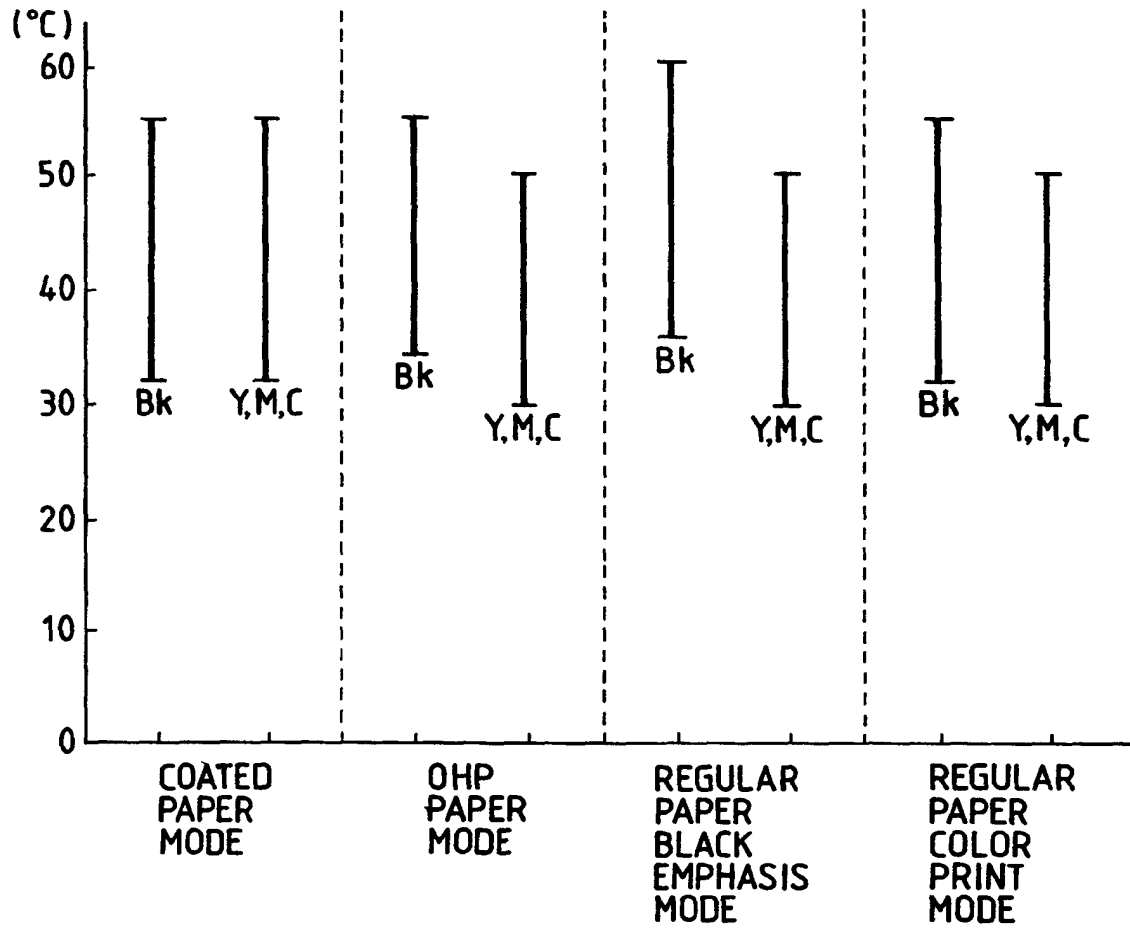 (°C)
60
50
40
30
20
10
0
Bk
Y,M,C
Bk
Y,M,C
Bk
Y,M,C
Bk
Y,M,C
COATED
PAPER
MODE
OHP
PAPER
MODE
REGULAR
PAPER
BLACK
EMPHASIS
MODE
REGULAR
PAPER
COLOR
PRINT
MODE